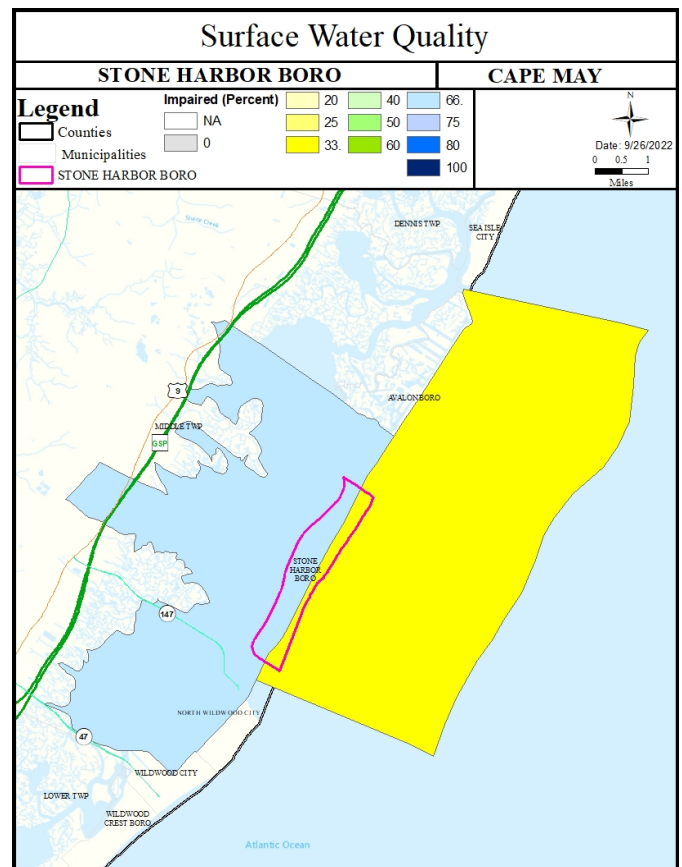 Surface Water Quality
STONE HARBOR BORO
CAPE MAY
Legend
Counties
Municipalities
STONE HARBOR BORO
Impaired (Percent)
NA
0
20
25
33.
40
50
60
66.
75
80
100
N
Date: 9/26/2022
0 0.5 1
Miles
DENNIS TWP
SEA ISLE
CITY
9
AVALONBORO
MIDDLE TWP
GSP
STONE
HARBOR
BORO
147
NORTH WILDWOOD CITY
47
WILDWOOD CITY
LOWER TWP
WILDWOOD
CREST BORO
Atlantic Ocean